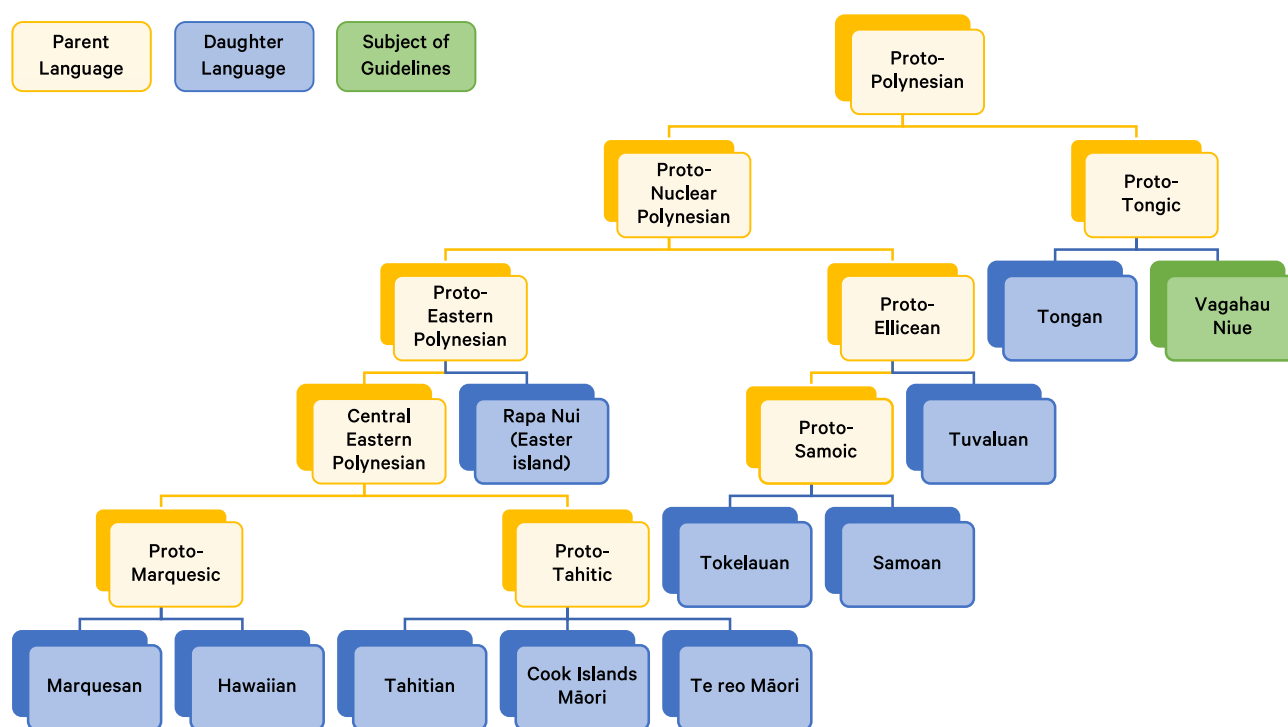 Parent
Language
Daughter
Language
Subject of
Guidelines
Proto-
Polynesian
Proto-
Nuclear
Polynesian
Proto-
Tongic
Proto-
Eastern
Polynesian
Proto-
Ellicean
Tongan
Vagahau
Niue
Central
Eastern
Polynesian
Rapa Nui
(Easter
island)
Proto-
Samoic
Tuvaluan
Proto-
Marquesic
Proto-
Tahitic
Tokelauan
Samoan
Marquesan
Hawaiian
Tahitian
Cook Islands
Māori
Te reo Māori